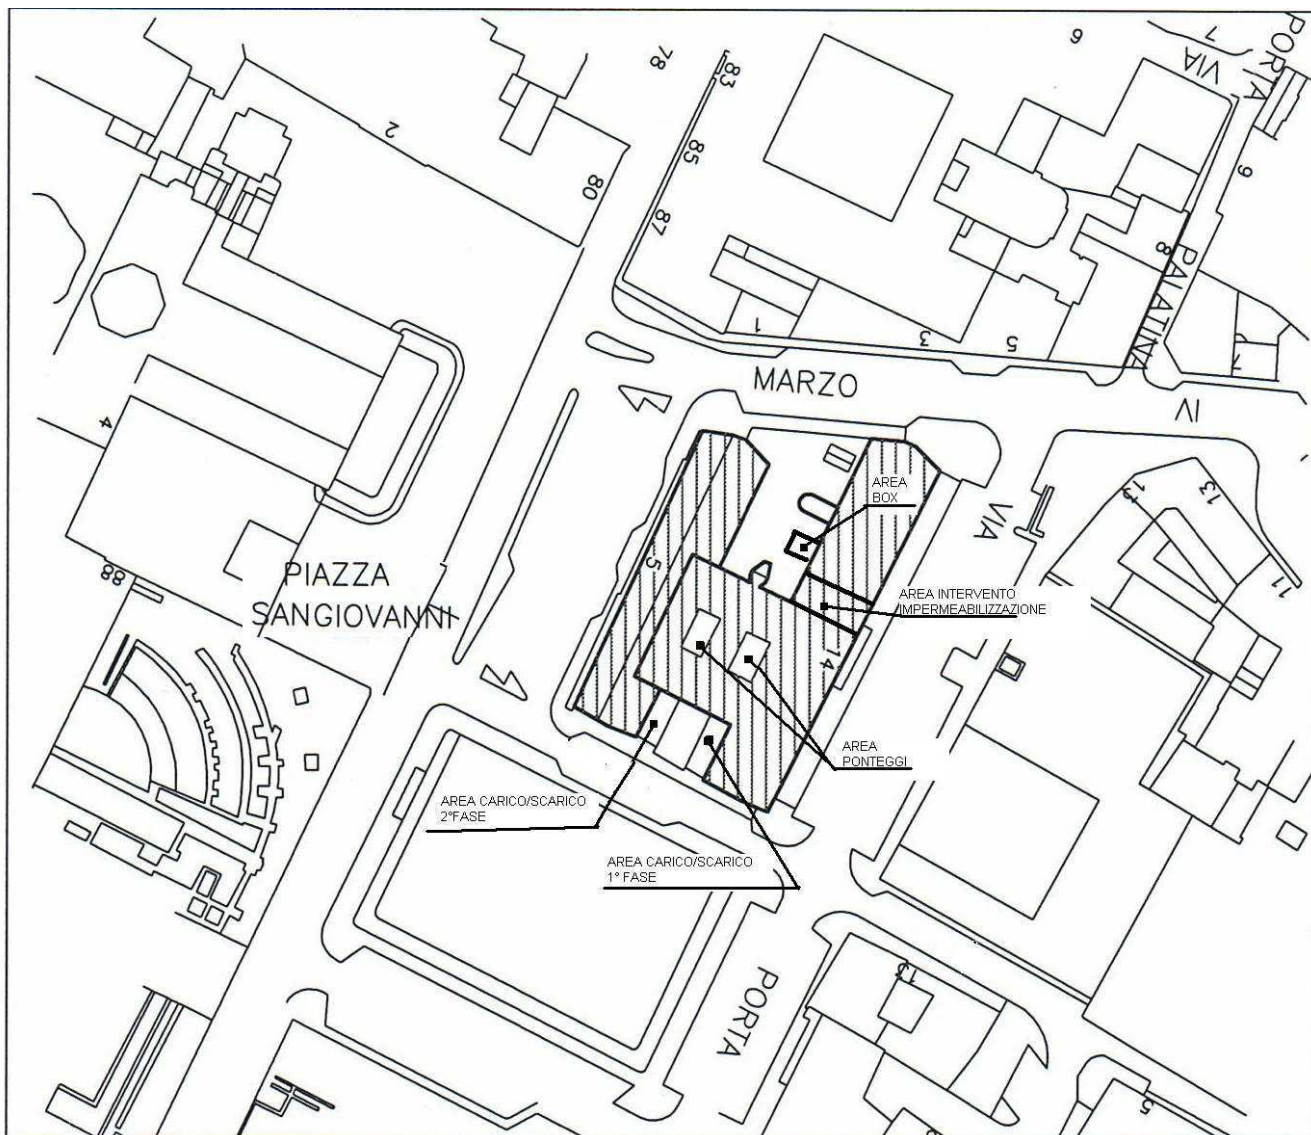 PORTA
VIA
7
6
78
83
2
85
80
87
9
8
PALATINA
1
3
5
7
MARZO
IV
4
AREA
BOX
VIA
13
11
88
PIAZZA
SANGIOVANNI
5
AREA INTERVENTO
IMPERMEABILIZZAZIONE
14
AREA
PONTEGGI
AREA CARICO/SCARICO
2°FASE
AREA CARICO/SCARICO
1° FASE
PORTA
13
5